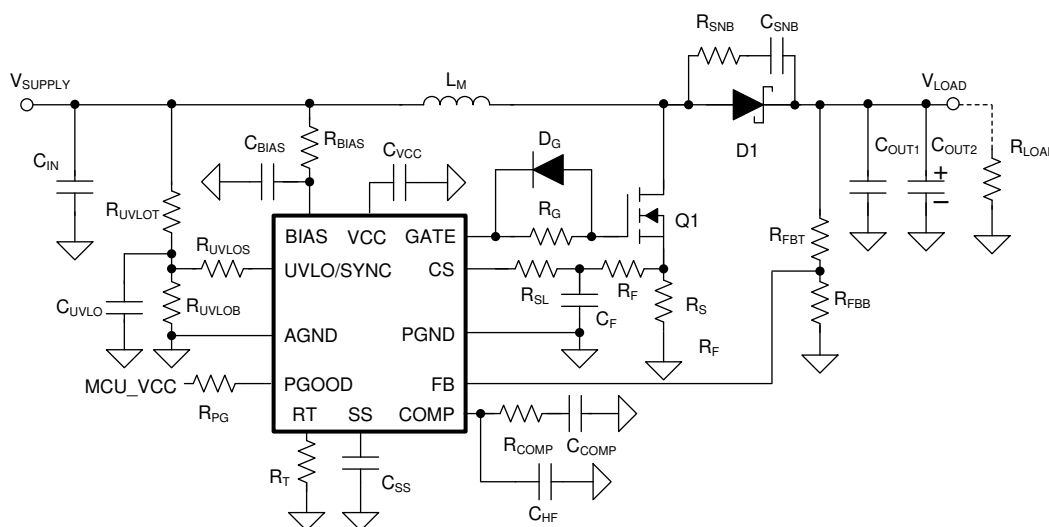 RSNB
CSNB
VSUPPLY
LM
VLOAD
D1
CIN
CBIAS
RBIAS
CVCC
DG
COUT1
COUT2
+
–
RLOAD
RUVLOT
RG
Q1
BIAS
VCC
GATE
RUVLOS
UVLO/SYNC
CS
RSL
RF
RFBT
CUVLO
RUVLOB
CF
RS
RFBB
AGND
PGND
RF
MCU_VCC
RPG
PGOOD
FB
RT
SS
COMP
RCOMP
CCOMP
RT
CSS
CHF